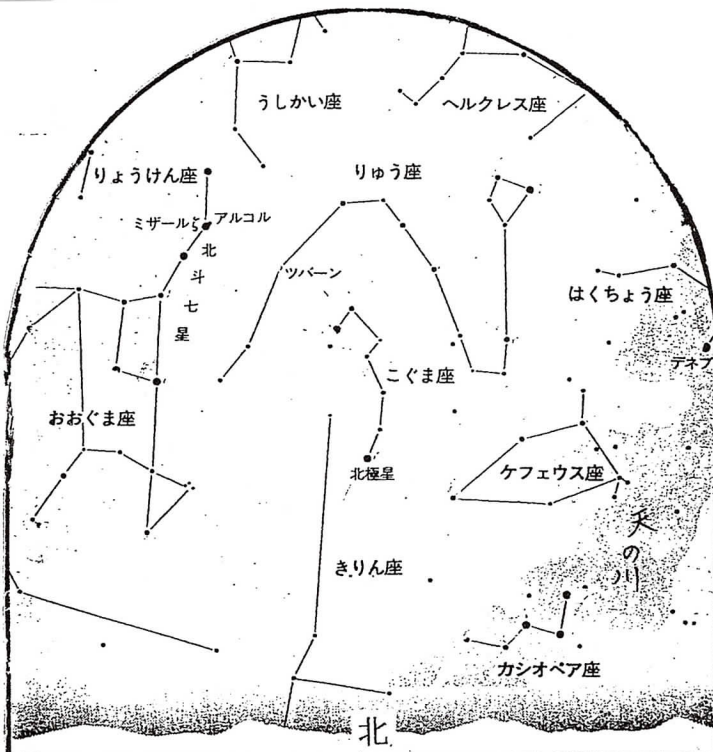 うしかい座
ヘルクレス座
りょうけん座
りゅう座
ミザール
アルコル
北斗七星
ツバーン
はくちょう座
デネブ
こぐま座
おおぐま座
北極星
ケフェウス座
天の川
きりん座
カシオペア座
北